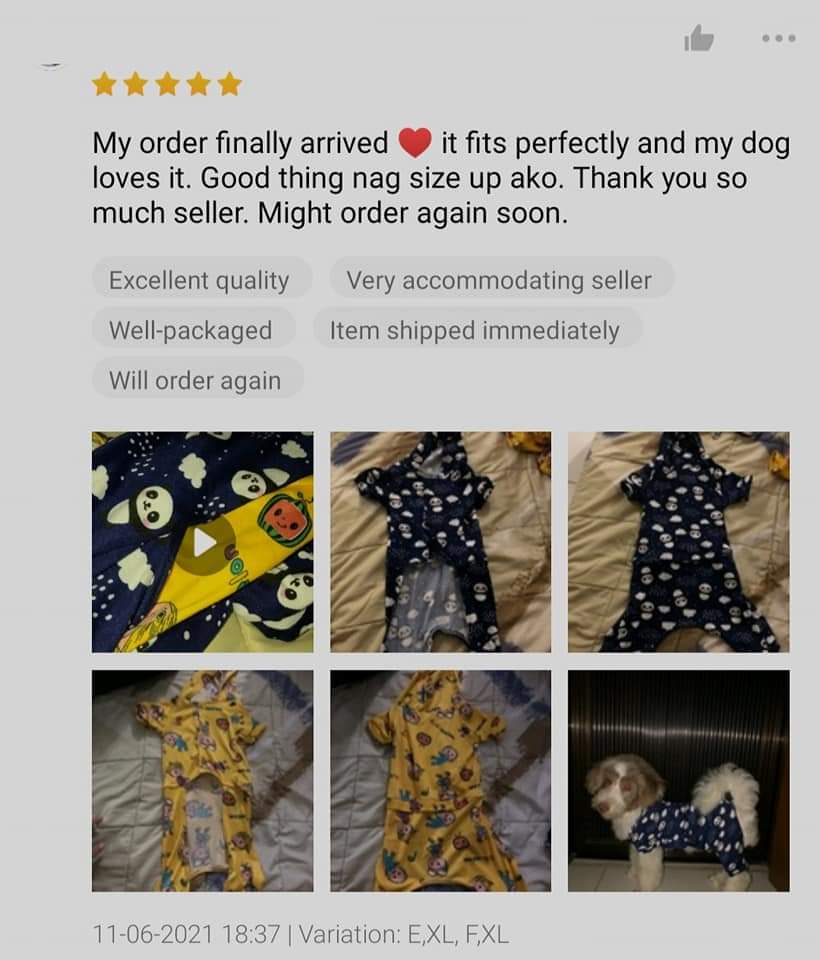 My order finally arrived ❤️ it fits perfectly and my dog
loves it. Good thing nag size up ako. Thank you so
much seller. Might order again soon.
Excellent quality
Very accommodating seller
Well-packaged
Item shipped immediately
Will order again
11-06-2021 18:37 | Variation: E,XL, F,XL